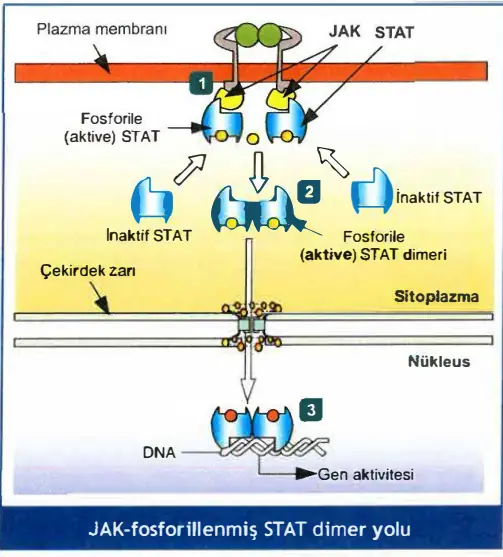 Plazma membranı
JAK STAT
1
Fosforile
(aktive) STAT
2
İnaktif STAT
İnaktif STAT
Fosforile
(aktive) STAT dimeri
Çekirdek zarı
Sitoplazma
Nükleus
3
DNA
Gen aktivitesi
JAK-fosforillenmiş STAT dimer yolu